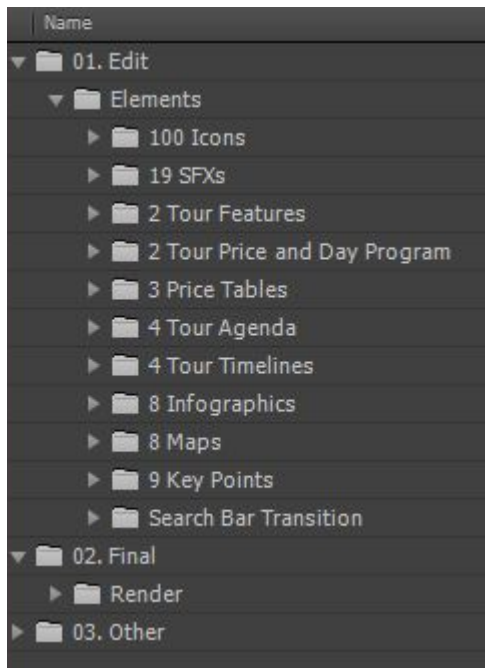 Name
01. Edit
Elements
100 Icons
19 SFXs
2 Tour Features
2 Tour Price and Day Program
3 Price Tables
4 Tour Agenda
4 Tour Timelines
8 Infographics
8 Maps
9 Key Points
Search Bar Transition
02. Final
Render
03. Other